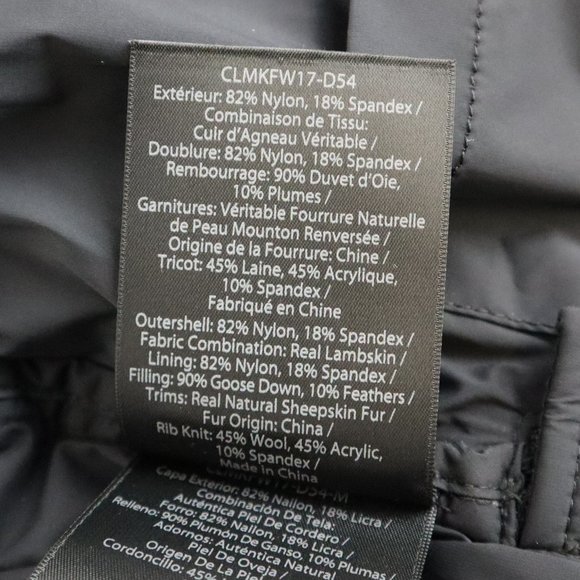 CLMKFW17-D54
Extérieur: 82% Nylon, 18% Spandex /
Combinaison de Tissu:
Cuir d'Agneau Véritable /
Doublure: 82% Nylon, 18% Spandex /
Rembourrage: 90% Duvet d'Oie,
10% Plumes /
Garnitures: Véritable Fourrure Naturelle
de Peau Mounton Renversée /
Origine de la Fourrure: Chine /
Tricot: 45% Laine, 45% Acrylique,
10% Spandex /
Fabriqué en Chine
Outershell: 82% Nylon, 18% Spandex /
Fabric Combination: Real Lambskin /
Lining: 82% Nylon, 18% Spandex /
Filling: 90% Goose Down, 10% Feathers /
Trims: Real Natural Sheepskin Fur /
Fur Origin: China /
Rib Knit: 45% Wool, 45% Acrylic,
10% Spandex /
Made in China
Capa Exterior: 82% Nailon, 18% Licra /
Combinación De Tela:
Auténtica Piel De Cordero /
Forro: 82% Nailon, 18% Licra /
Relleno: 90% Plumón De Ganso, 10% Plumes /
Adornos: Auténtica Natural
Piel De Oveja /
Origen De La Piel
Cordoncillo: 45%